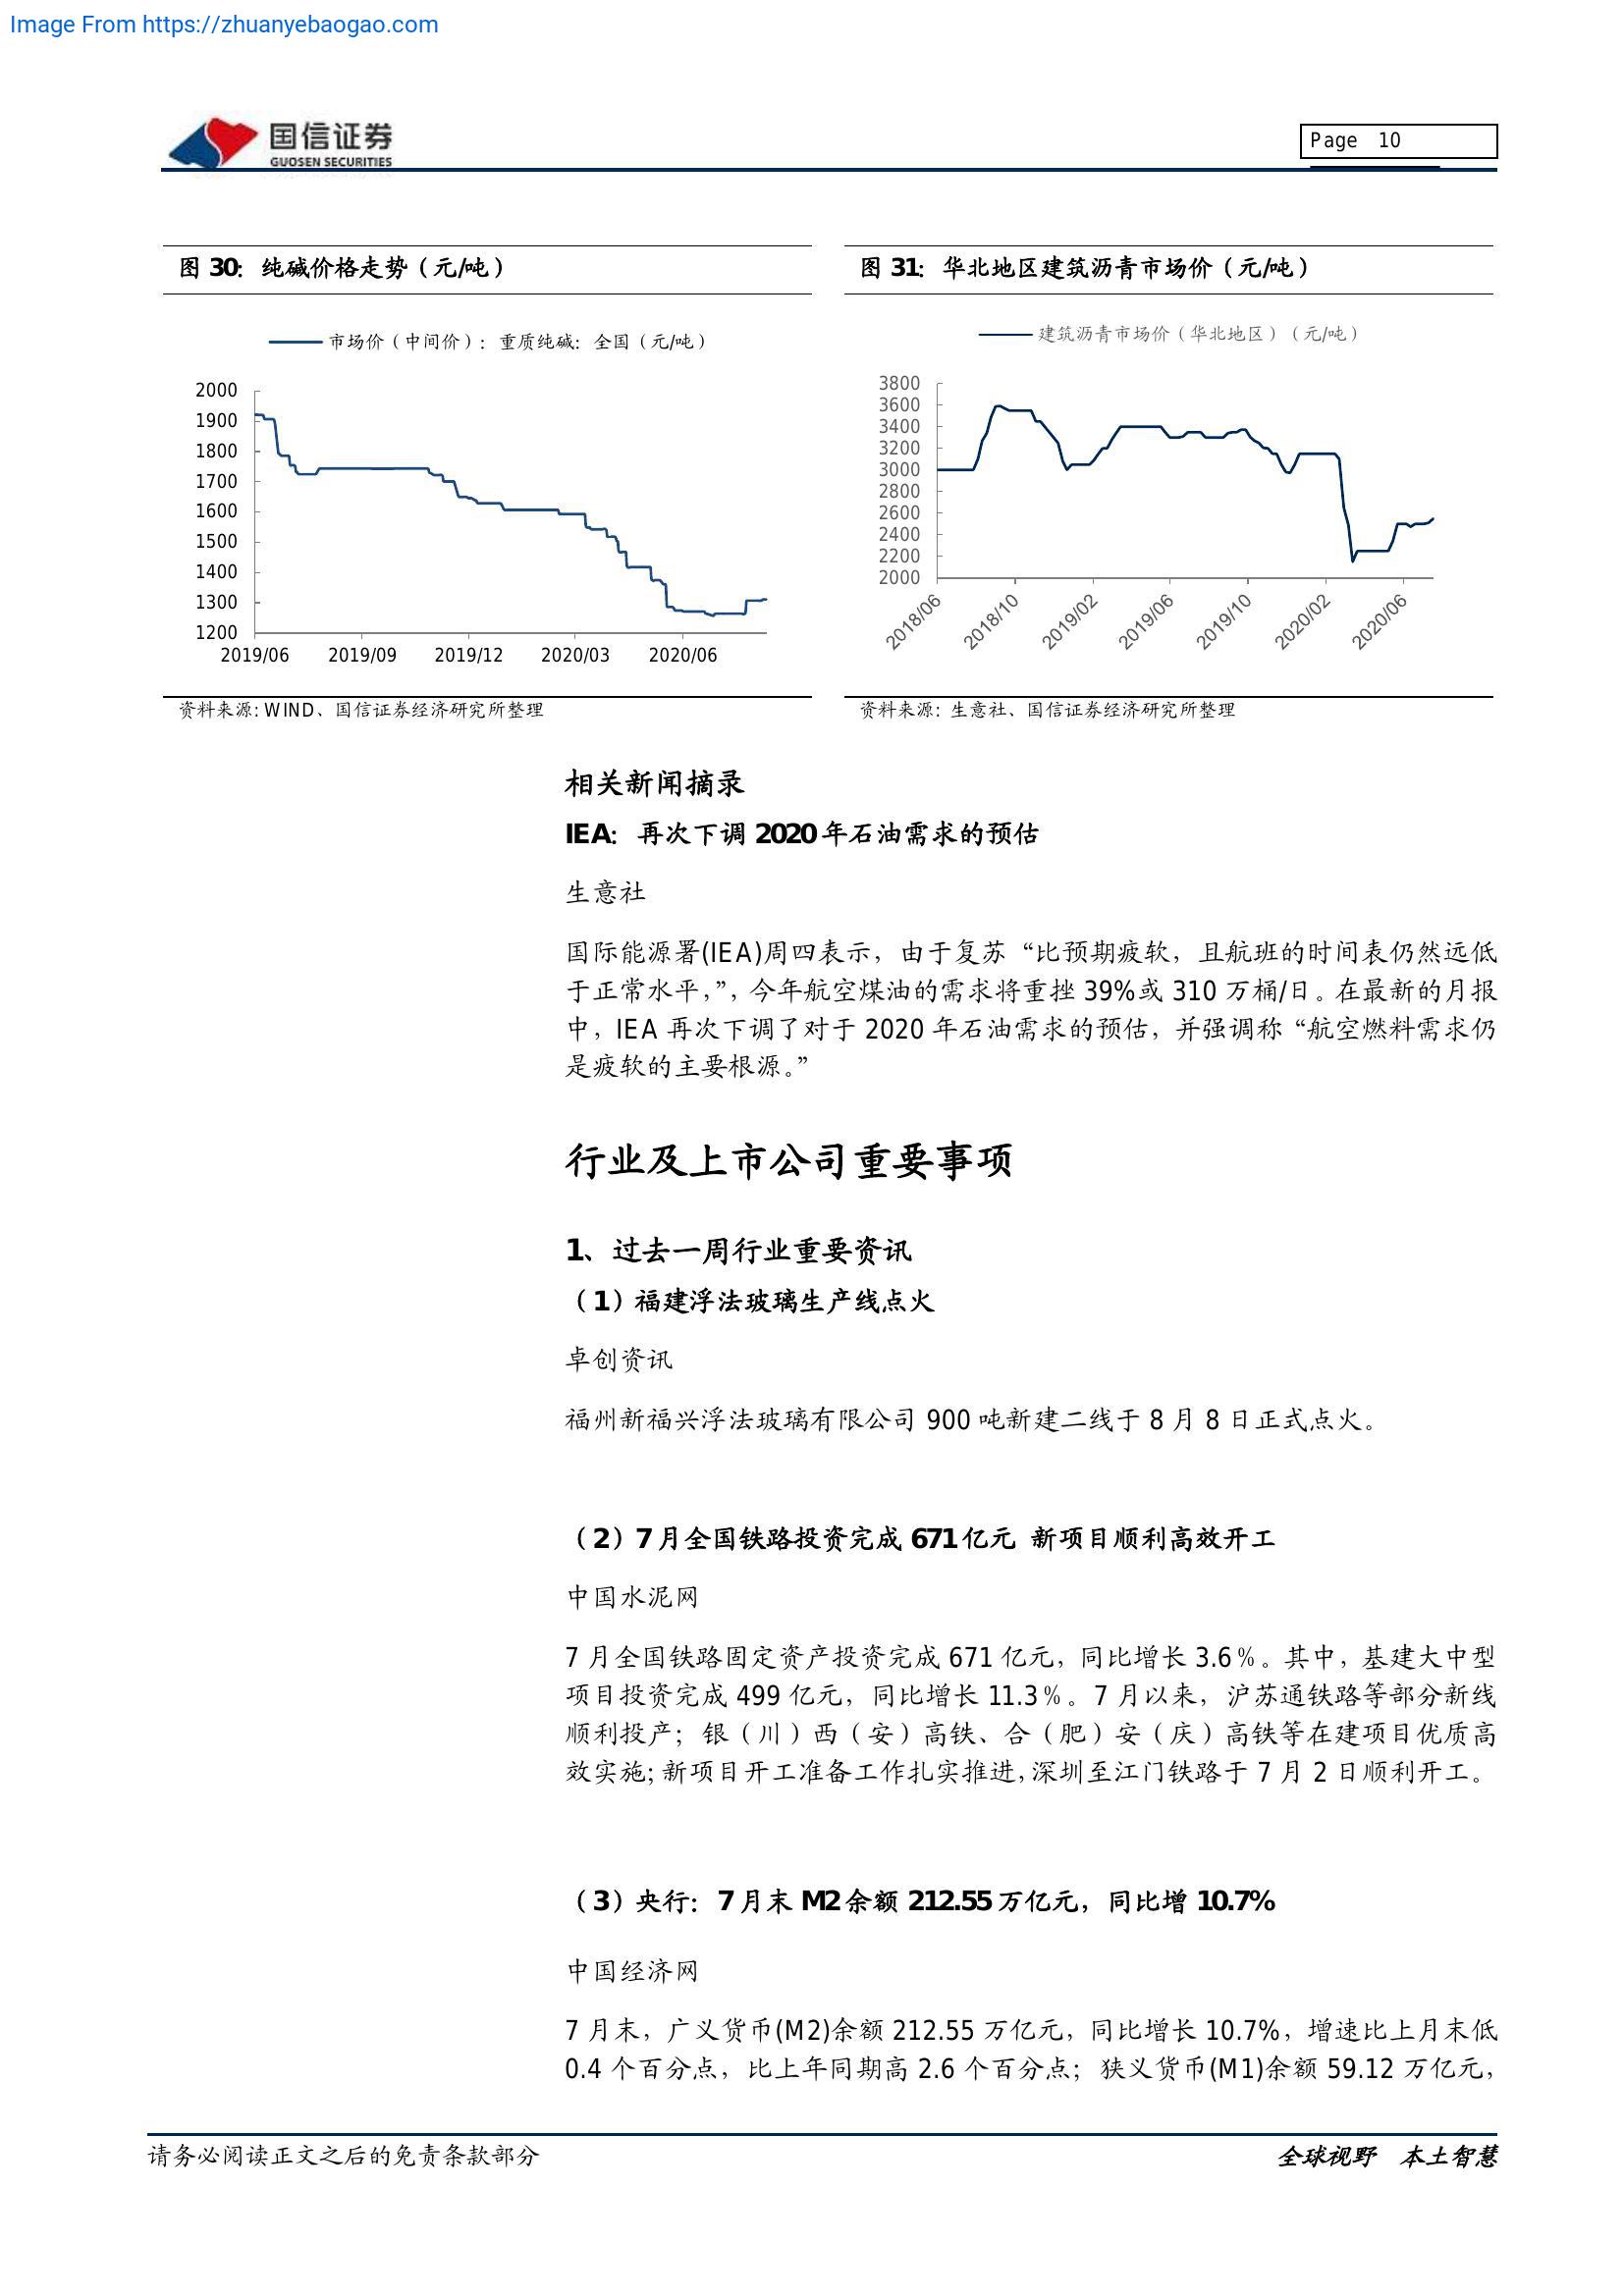 Image From https://zhuanyebaogao.com
国信证券
GUOSEN SECURITIES
Page 10
图 30：纯碱价格走势（元/吨）
市场价（中间价）：重质纯碱：全国（元/吨）
2000
1900
1800
1700
1600
1500
1400
1300
1200
2019/06 2019/09 2019/12 2020/03 2020/06
资料来源: WIND、国信证券经济研究所整理
图 31：华北地区建筑沥青市场价（元/吨）
建筑沥青市场价（华北地区）（元/吨）
3800
3600
3400
3200
3000
2800
2600
2400
2200
2000
2018/06 2018/10 2019/02 2019/06 2019/10 2020/02 2020/06
资料来源：生意社、国信证券经济研究所整理
相关新闻摘录
IEA：再次下调 2020 年石油需求的预估
生意社
国际能源署(IEA)周四表示，由于复苏“比预期疲软，且航班的时间表仍然远低
于正常水平，”，今年航空煤油的需求将重挫 39%或 310 万桶/日。在最新的月报
中，IEA 再次下调了对于 2020 年石油需求的预估，并强调称“航空燃料需求仍
是疲软的主要根源。”
行业及上市公司重要事项
1、过去一周行业重要资讯
（1）福建浮法玻璃生产线点火
卓创资讯
福州新福兴浮法玻璃有限公司 900 吨新建二线于 8 月 8 日正式点火。
（2）7 月全国铁路投资完成 671 亿元 新项目顺利高效开工
中国水泥网
7 月全国铁路固定资产投资完成 671 亿元，同比增长 3.6％。其中，基建大中型
项目投资完成 499 亿元，同比增长 11.3％。7 月以来，沪苏通铁路等部分新线
顺利投产；银（川）西（安）高铁、合（肥）安（庆）高铁等在建项目优质高
效实施；新项目开工准备工作扎实推进，深圳至江门铁路于 7 月 2 日顺利开工。
（3）央行：7 月末 M2 余额 212.55 万亿元，同比增 10.7%
中国经济网
7 月末，广义货币(M2)余额 212.55 万亿元，同比增长 10.7%，增速比上月末低
0.4 个百分点，比上年同期高 2.6 个百分点；狭义货币(M1)余额 59.12 万亿元，
请务必阅读正文之后的免责条款部分
全球视野 本土智慧